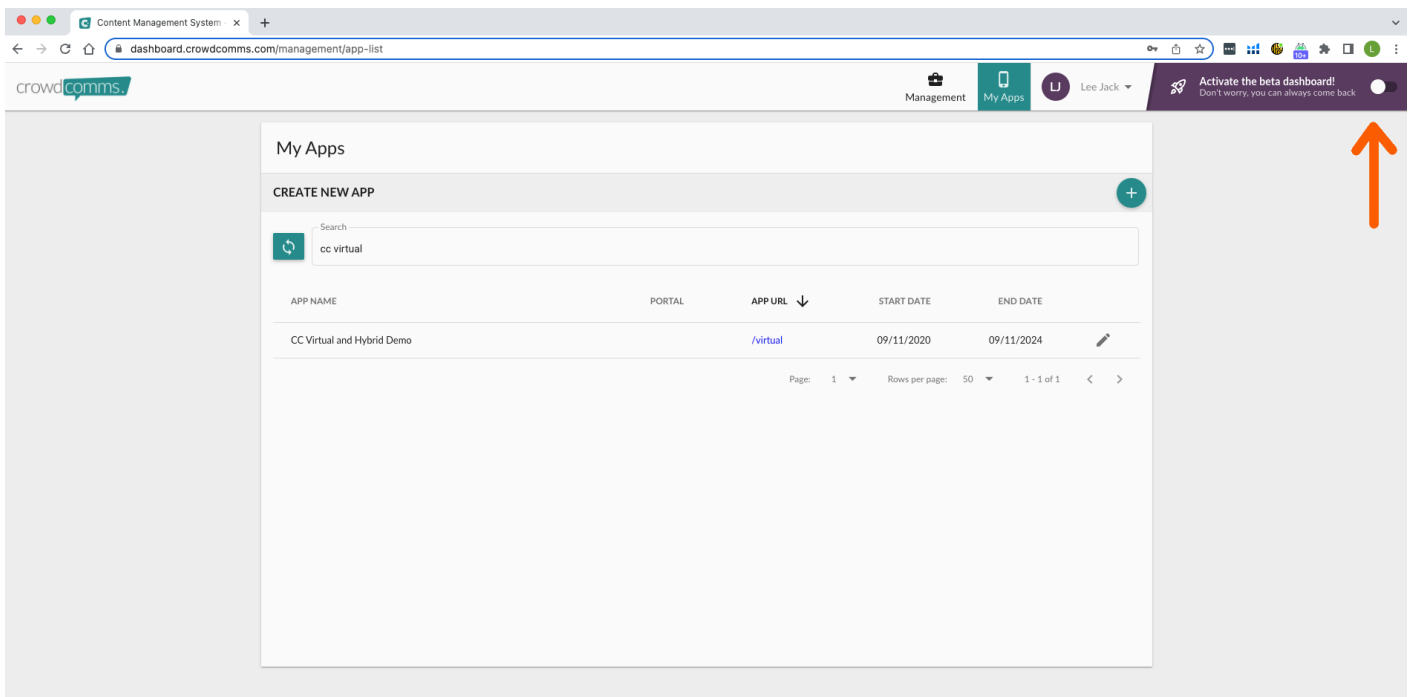 Content Management System -
dashboard.crowdcomms.com/management/app-list
10+
L
crowdcomms.
Management
My Apps
LJ
Lee Jack
Activate the beta dashboard!
Don't worry, you can always come back
My Apps
CREATE NEW APP
Search
cc virtual
APP NAME PORTAL APP URL START DATE END DATE
CC Virtual and Hybrid Demo /virtual 09/11/2020 09/11/2024
Page: 1 Rows per page: 50 1 - 1 of 1